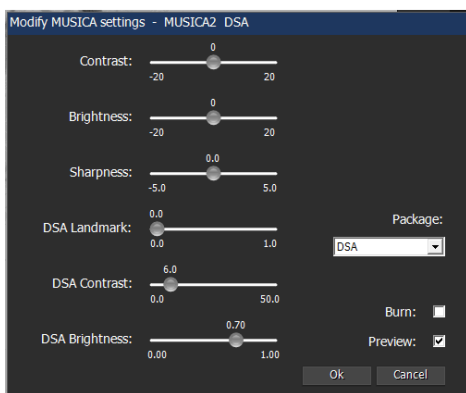 Modify MUSICA settings - MUSICA2 DSA
0
Contrast:
-20 20
0
Brightness:
-20 20
0.0
Sharpness:
-5.0 5.0
0.0
DSA Landmark:
0.0 1.0
Package:
DSA
6.0
DSA Contrast:
0.0 50.0
Burn:
0.70
DSA Brightness:
0.00 1.00
Preview:
Ok Cancel